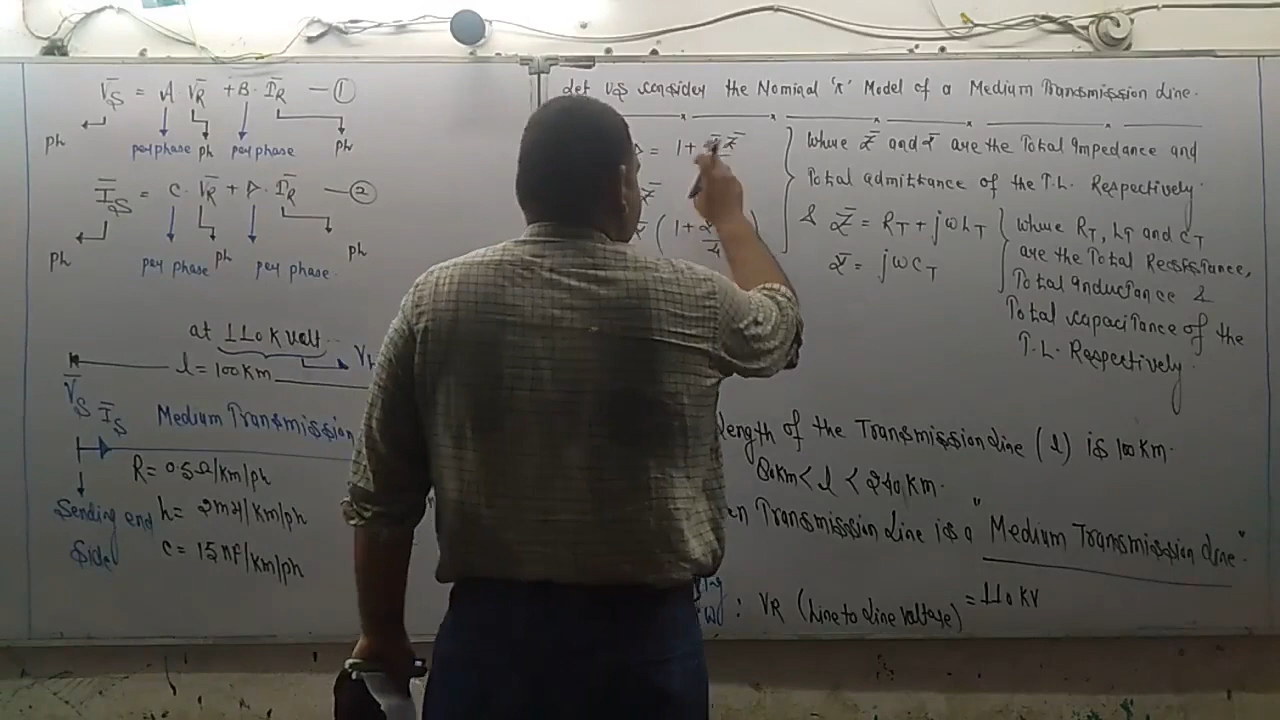 V̄S = A V̄R + B · ĪR — ①
ph
per phase ph per phase ph
ĪS = C · V̄R + A · ĪR — ②
ph
per phase ph per phase ph
at 110 K volt
l = 100 Km
V̄S ĪS Medium Transmission
R = 0.5Ω/Km/ph
Sending end L = 2mH/Km/ph
Side C = 15 nF/Km/ph
Let us consider the Nominal 'π' Model of a Medium Transmission Line.
= 1 + ȲZ̄
Z̄
( 1 + )
4
Where Z̄ and Ȳ are the Total Impedance and
Total admittance of the T.L. Respectively.
& Z̄ = RT + jωLT
Ȳ = jωCT
where RT, LT and CT
are the Total Resistance,
Total inductance &
Total capacitance of the
T.L. Respectively.
length of the Transmission line (l) is 100 Km.
80Km < l < 240 Km.
Transmission Line is a "Medium Transmission Line."
: VR (Line to Line voltage) = 110 KV